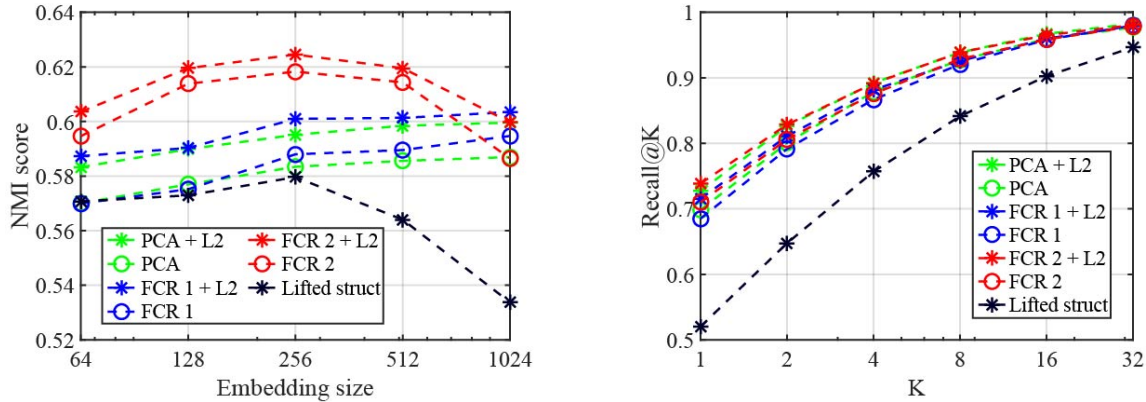 0.64
0.62
0.6
0.58
0.56
0.54
0.52
NMI score
64
128
256
512
1024
Embedding size
PCA + L2
PCA
FCR 1 + L2
FCR 1
FCR 2 + L2
FCR 2
Lifted struct
1
0.9
0.8
0.7
0.6
0.5
Recall@K
1
2
4
8
16
32
K
PCA + L2
PCA
FCR 1 + L2
FCR 1
FCR 2 + L2
FCR 2
Lifted struct